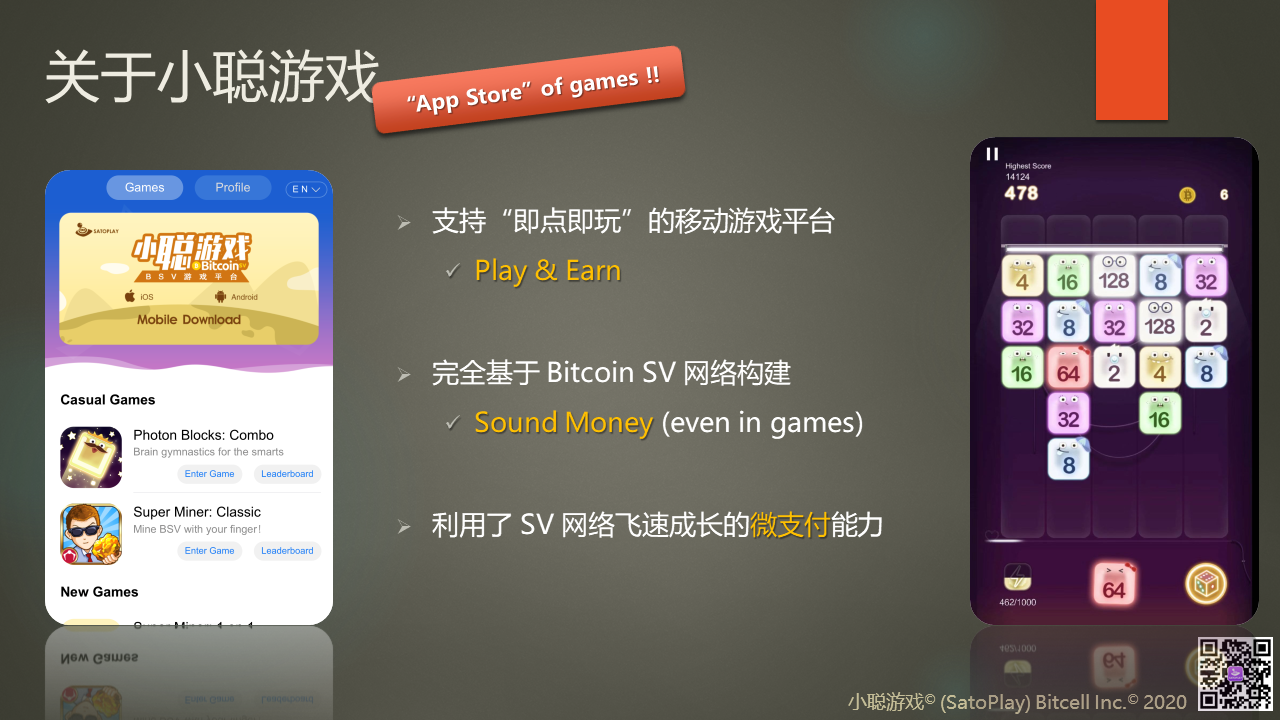 关于小聪游戏
“App Store” of games !!
Games
Profile
EN
SATOPLAY
小聪游戏
Bitcoin SV
BSV游戏平台
iOS
Android
Mobile Download
Casual Games
Photon Blocks: Combo
Brain gymnastics for the smarts
Enter Game
Leaderboard
Super Miner: Classic
Mine BSV with your finger!
Enter Game
Leaderboard
New Games
支持“即点即玩”的移动游戏平台
Play & Earn
完全基于 Bitcoin SV 网络构建
Sound Money (even in games)
利用了 SV 网络飞速成长的微支付能力
Highest Score
14124
478
6
4 16 128 8 32
32 8 32 128 2
16 64 2 4 8
32 16
8
462/1000
64
小聪游戏© (SatoPlay) Bitcell Inc.© 2020